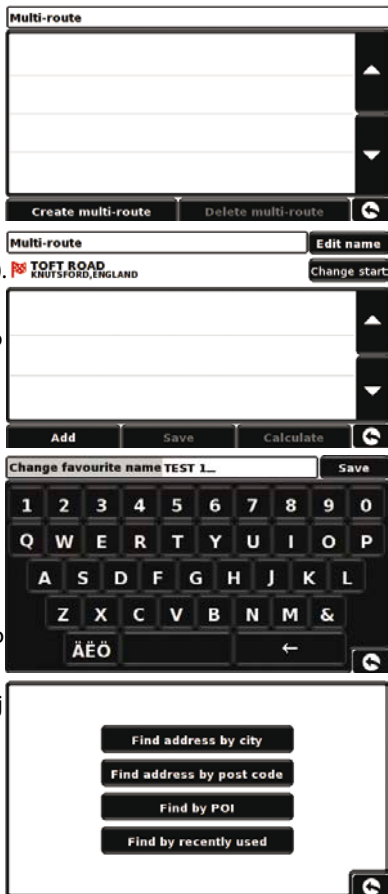 Multi-route
Create multi-route Delete multi-route
Multi-route Edit name
TOFT ROAD
KNUTSFORD,ENGLAND
Change start
Add Save Calculate
Change favourite name TEST 1_ Save
1 2 3 4 5 6 7 8 9 0
Q W E R T Y U I O P
A S D F G H J K L
Z X C V B N M &
ÄËÖ ←
Find address by city
Find address by post code
Find by POI
Find by recently used